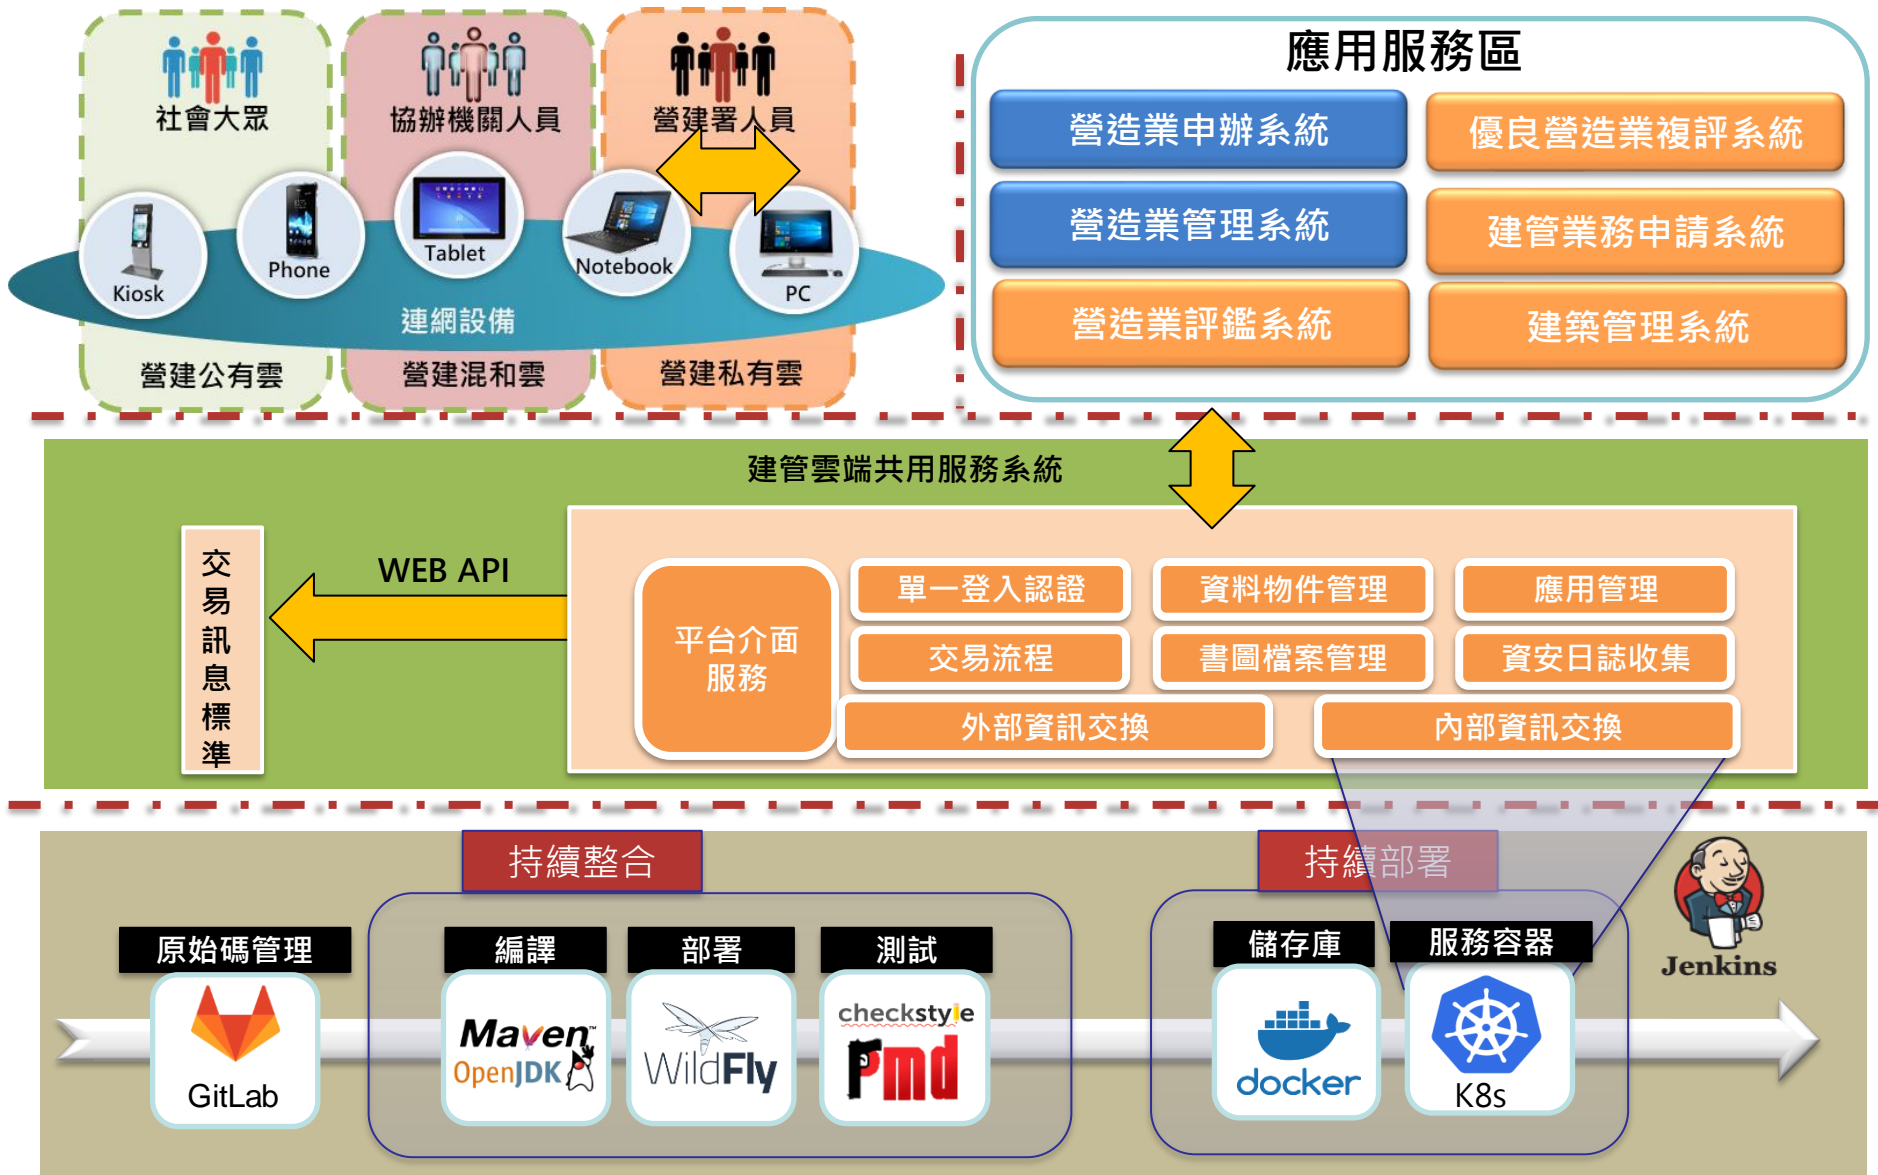 社會大眾
協辦機關人員
營建署人員
Kiosk
Phone
Tablet
Notebook
PC
連網設備
營建公有雲
營建混和雲
營建私有雲
應用服務區
營造業申辦系統
優良營造業複評系統
營造業管理系統
建管業務申請系統
營造業評鑑系統
建築管理系統
建管雲端共用服務系統
交易訊息標準
WEB API
平台介面
服務
單一登入認證
資料物件管理
應用管理
交易流程
書圖檔案管理
資安日誌收集
外部資訊交換
內部資訊交換
持續整合
持續部署
原始碼管理
GitLab
編譯
Maven™
OpenJDK
部署
WildFly
測試
checkstyle
Pmd
儲存庫
docker
服務容器
K8s
Jenkins